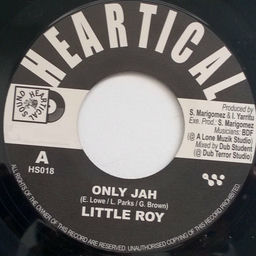 HEARTICAL
HEARTICAL SOUND
Produced by
S. Marigomez & I. Yarritu
Exe. Prod.: S. Marigomez
Musicians: BDF
(@ A Lone Muzik Studio)
Mixed by Dub Student
(@ Dub Terror Studio)
A
HS018
ONLY JAH
(E. Lowe / L. Parks / G. Brown)
LITTLE ROY
ALL RIGHTS OF THE OWNER OF THIS RECORD ARE RESERVED. UNAUTHORISED COPYING OF THIS RECORD